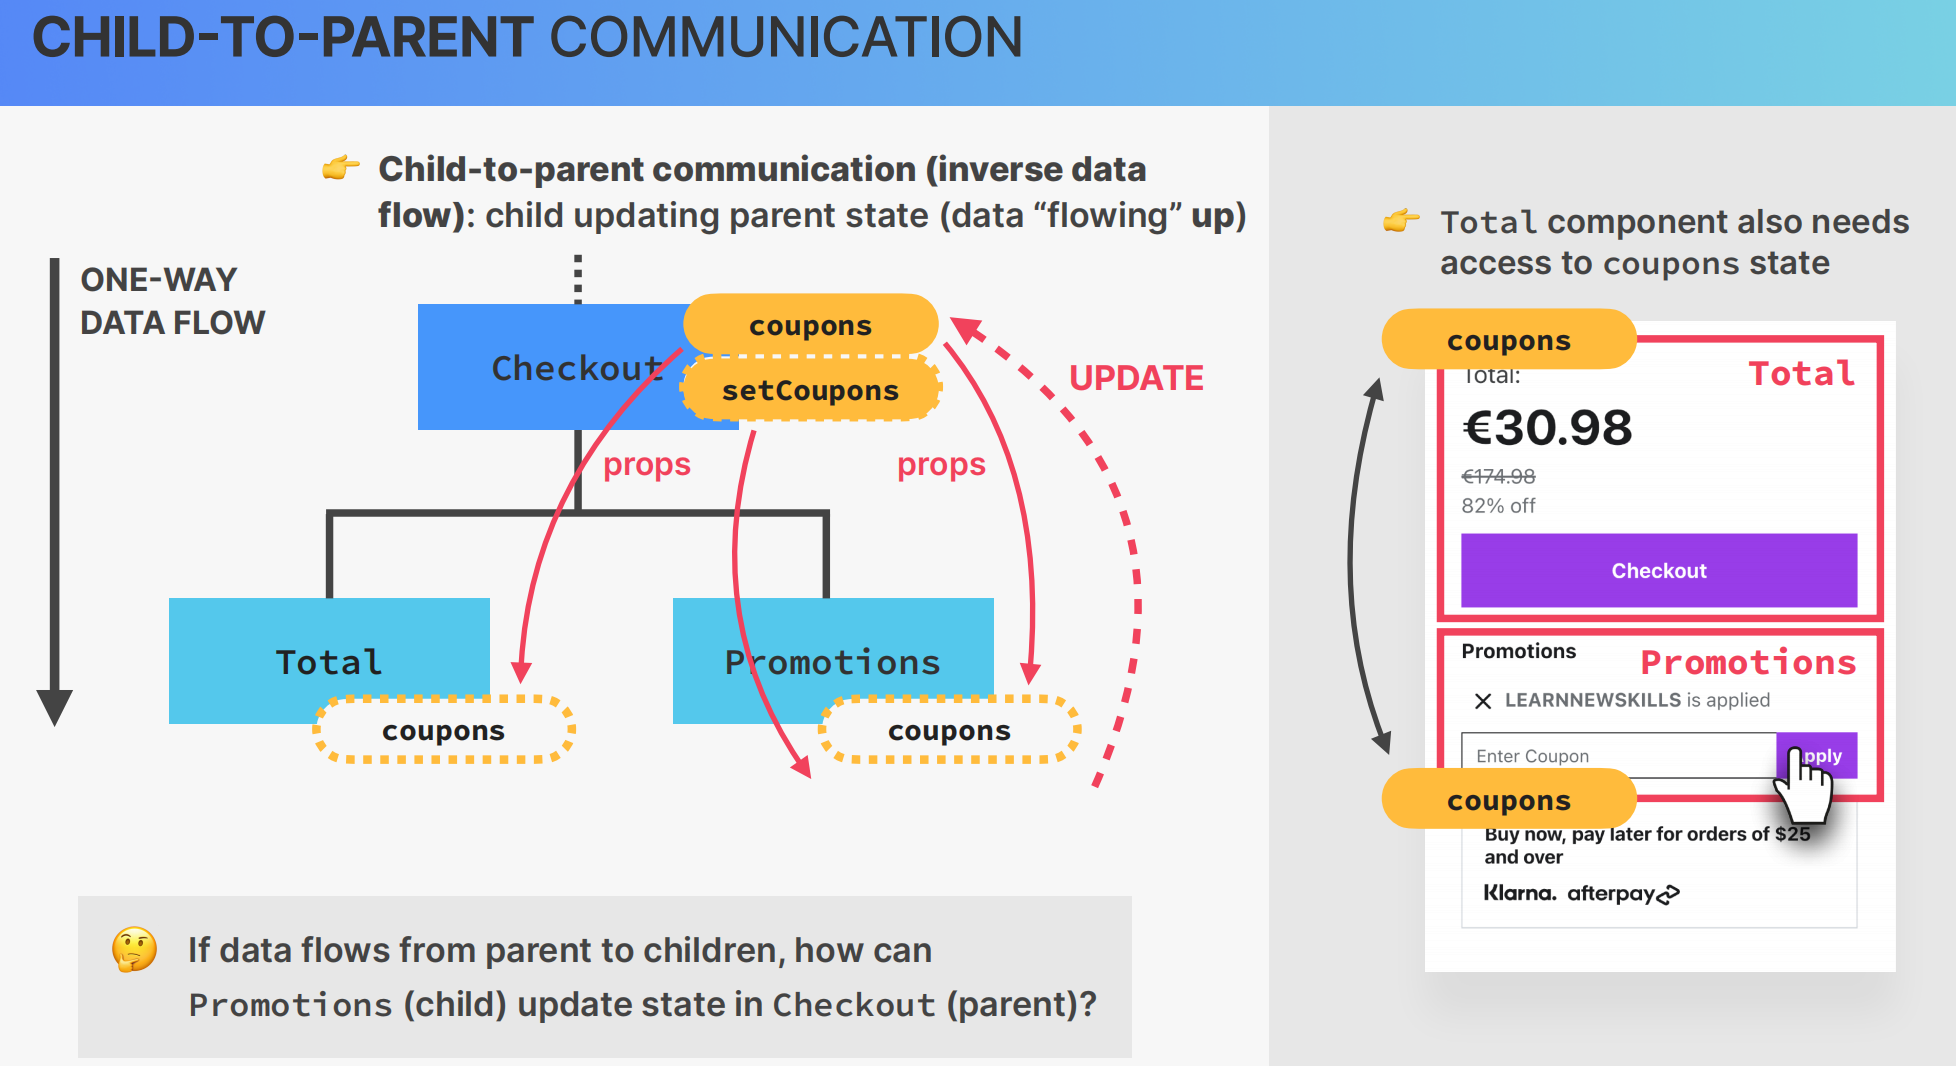 CHILD-TO-PARENT COMMUNICATION
👉 Child-to-parent communication (inverse data
flow): child updating parent state (data “flowing” up)
ONE-WAY
DATA FLOW
Checkout
coupons
setCoupons
UPDATE
props
props
Total
coupons
Promotions
coupons
🤔 If data flows from parent to children, how can
Promotions (child) update state in Checkout (parent)?
👉 Total component also needs
access to coupons state
coupons
Total:
Total
€30.98
€174.98
82% off
Checkout
Promotions
Promotions
LEARNNEWSKILLS is applied
Enter Coupon
pply
coupons
Buy now, pay later for orders of $25
and over
Klarna. afterpay